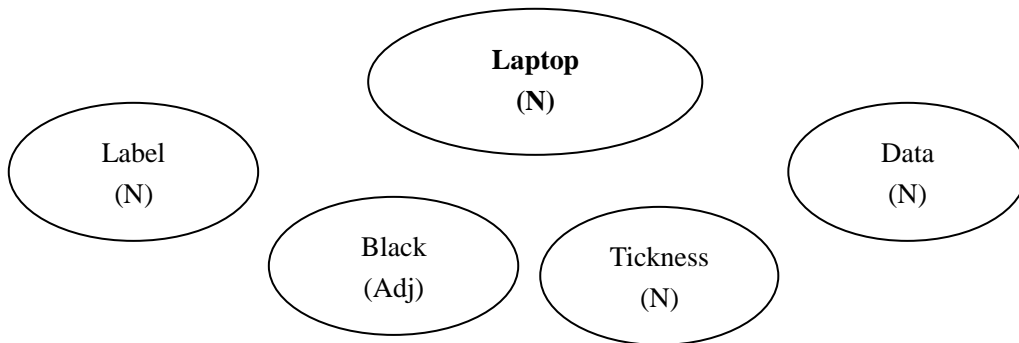 Laptop
(N)
Label
(N)
Data
(N)
Black
(Adj)
Tickness
(N)